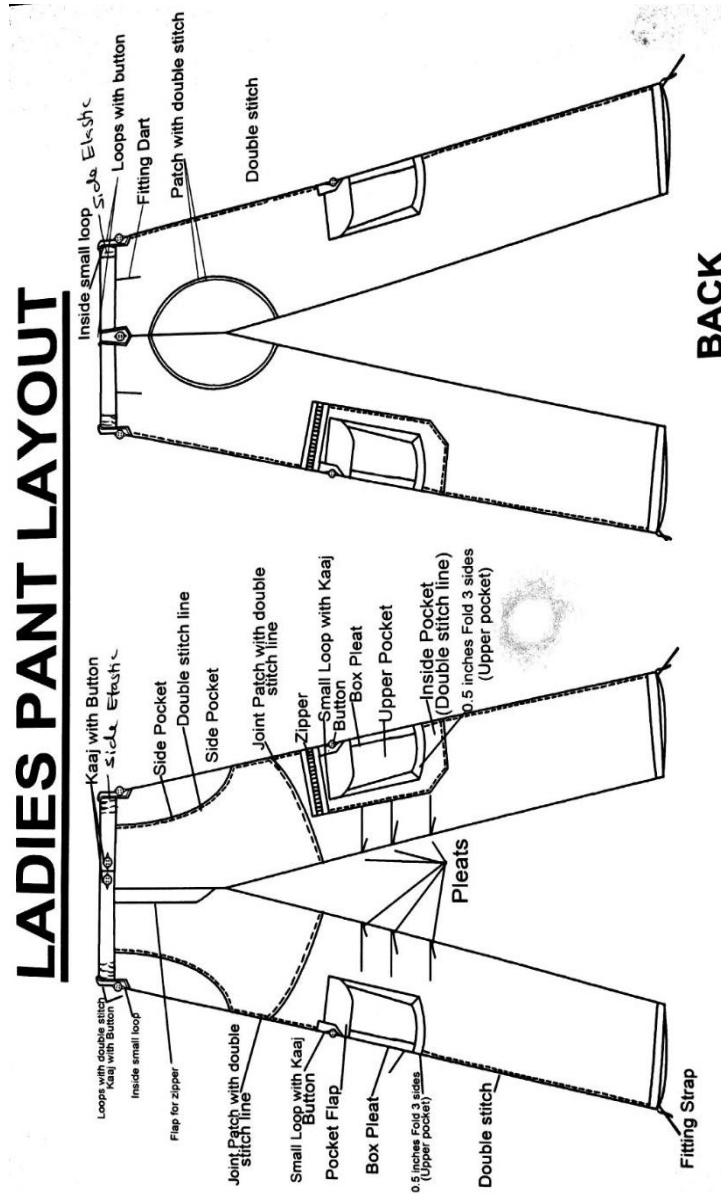 LADIES PANT LAYOUT
Kaaj with Button
Side Elastic
Side Pocket
Double stitch line
Side Pocket
Joint Patch with double
stitch line
Zipper
Small Loop with Kaaj
Button
Box Pleat
Upper Pocket
Inside Pocket
(Double stitch line)
0.5 inches Fold 3 sides
(Upper pocket)
Pleats
Loops with double stitch
Kaaj with Button
Inside small loop
Flap for zipper
Joint Patch with double
stitch line
Small Loop with Kaaj
Button
Pocket Flap
Box Pleat
0.5 inches Fold 3 sides
(Upper pocket)
Double stitch
Fitting Strap
Inside small loop
Side Elastic
Loops with button
Fitting Dart
Patch with double stitch
Double stitch
BACK